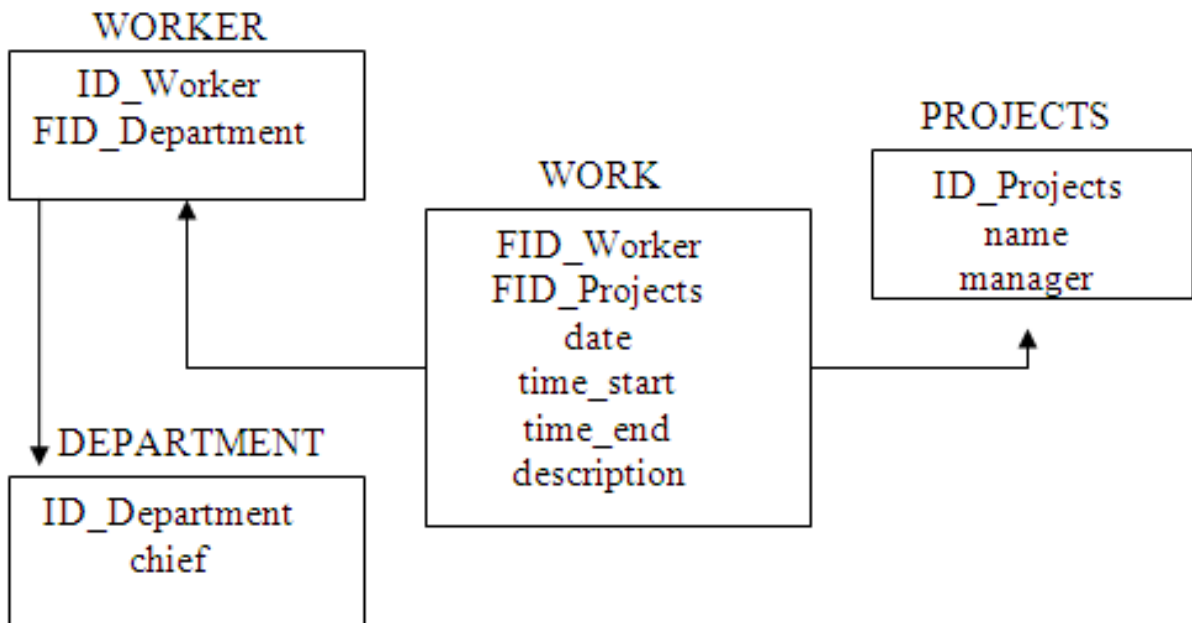 WORKER
ID_Worker
FID_Department
PROJECTS
ID_Projects
name
manager
WORK
FID_Worker
FID_Projects
date
time_start
time_end
description
DEPARTMENT
ID_Department
chief